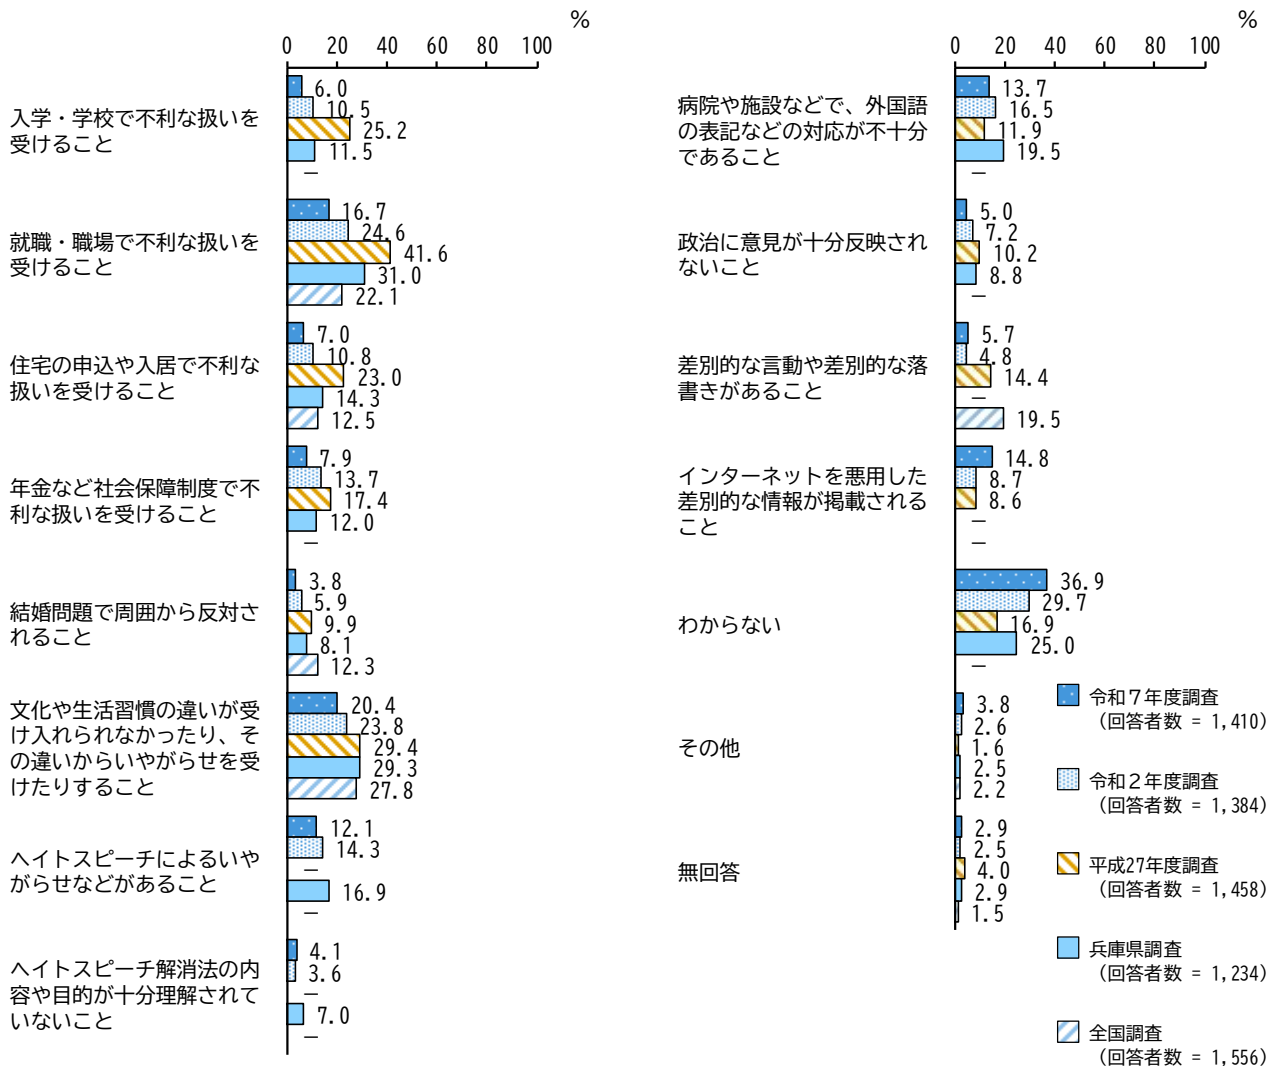 %
0 20 40 60 80 100
入学・学校で不利な扱いを
受けること
6.0
10.5
25.2
11.5
－
就職・職場で不利な扱いを
受けること
16.7
24.6
41.6
31.0
22.1
住宅の申込や入居で不利な
扱いを受けること
7.0
10.8
23.0
14.3
12.5
年金など社会保障制度で不
利な扱いを受けること
7.9
13.7
17.4
12.0
－
結婚問題で周囲から反対さ
れること
3.8
5.9
9.9
8.1
12.3
文化や生活習慣の違いが受
け入れられなかったり、そ
の違いからいやがらせを受
けたりすること
20.4
23.8
29.4
29.3
27.8
ヘイトスピーチによるいや
がらせなどがあること
12.1
14.3
－
16.9
－
ヘイトスピーチ解消法の内
容や目的が十分理解されて
いないこと
4.1
3.6
－
7.0
－
%
0 20 40 60 80 100
病院や施設などで、外国語
の表記などの対応が不十分
であること
13.7
16.5
11.9
19.5
－
政治に意見が十分反映され
ないこと
5.0
7.2
10.2
8.8
－
差別的な言動や差別的な落
書きがあること
5.7
4.8
14.4
－
19.5
インターネットを悪用した
差別的な情報が掲載される
こと
14.8
8.7
8.6
－
－
わからない
36.9
29.7
16.9
25.0
－
その他
3.8
2.6
1.6
2.5
2.2
無回答
2.9
2.5
4.0
2.9
1.5
令和７年度調査
（回答者数 = 1,410）
令和２年度調査
（回答者数 = 1,384）
平成27年度調査
（回答者数 = 1,458）
兵庫県調査
（回答者数 = 1,234）
全国調査
（回答者数 = 1,556）